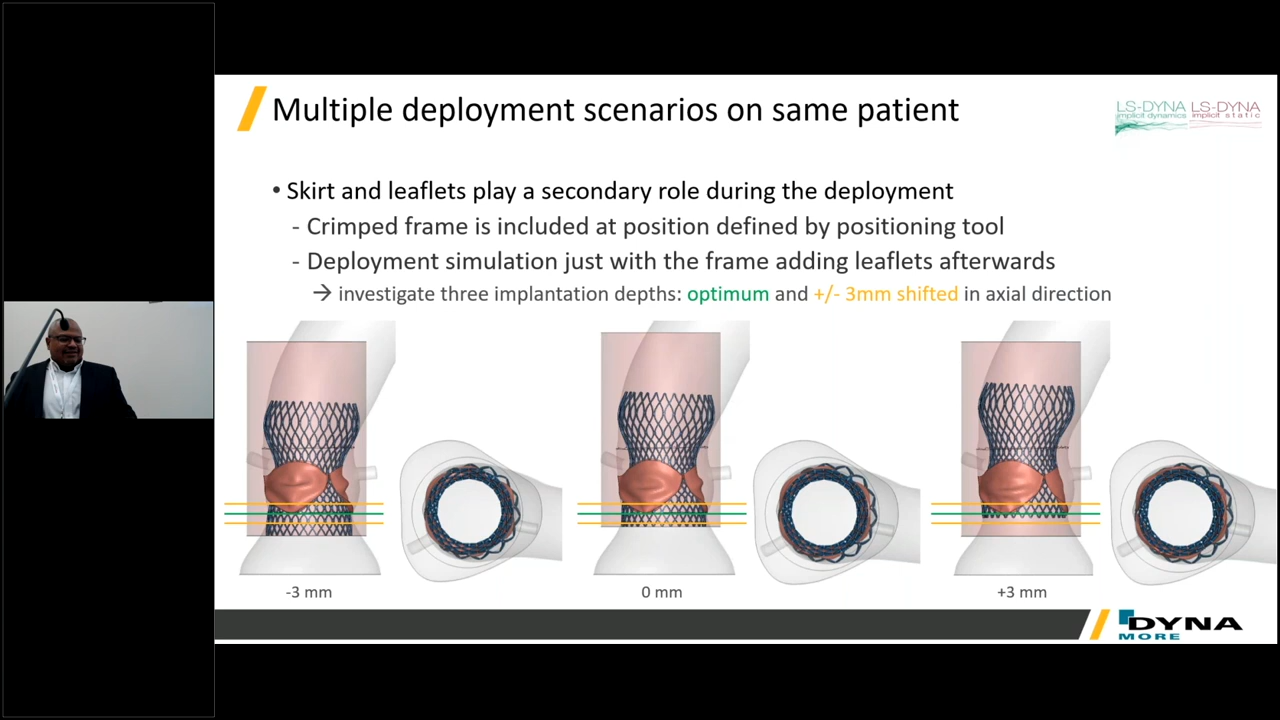 Multiple deployment scenarios on same patient
LS-DYNA LS-DYNA
implicit dynamics implicit static
• Skirt and leaflets play a secondary role during the deployment
- Crimped frame is included at position defined by positioning tool
- Deployment simulation just with the frame adding leaflets afterwards
→ investigate three implantation depths: optimum and +/- 3mm shifted in axial direction
-3 mm
0 mm
+3 mm
DYNA
MORE